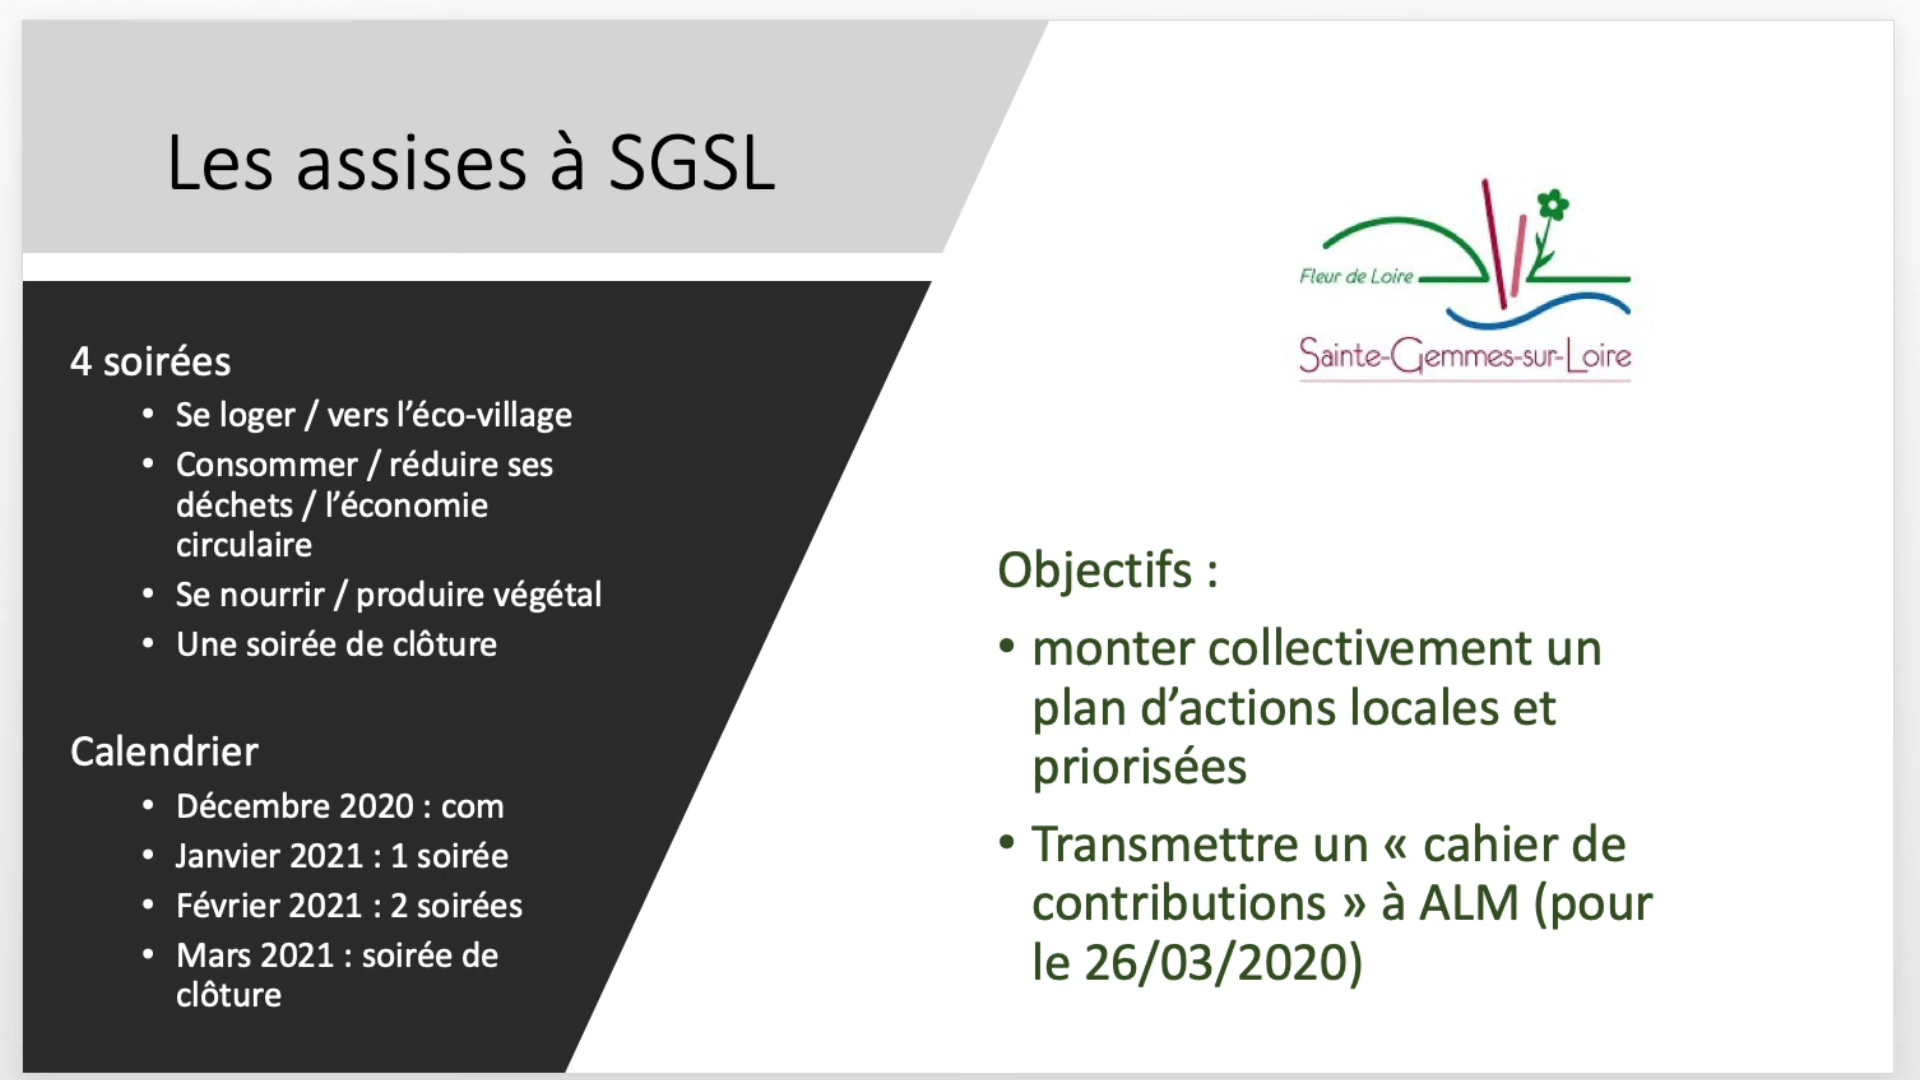 Les assises à SGSL
4 soirées
• Se loger / vers l’éco-village
• Consommer / réduire ses
déchets / l’économie
circulaire
• Se nourrir / produire végétal
• Une soirée de clôture
Calendrier
• Décembre 2020 : com
• Janvier 2021 : 1 soirée
• Février 2021 : 2 soirées
• Mars 2021 : soirée de
clôture
Fleur de Loire
Sainte-Gemmes-sur-Loire
Objectifs :
• monter collectivement un
plan d’actions locales et
priorisées
• Transmettre un « cahier de
contributions » à ALM (pour
le 26/03/2020)